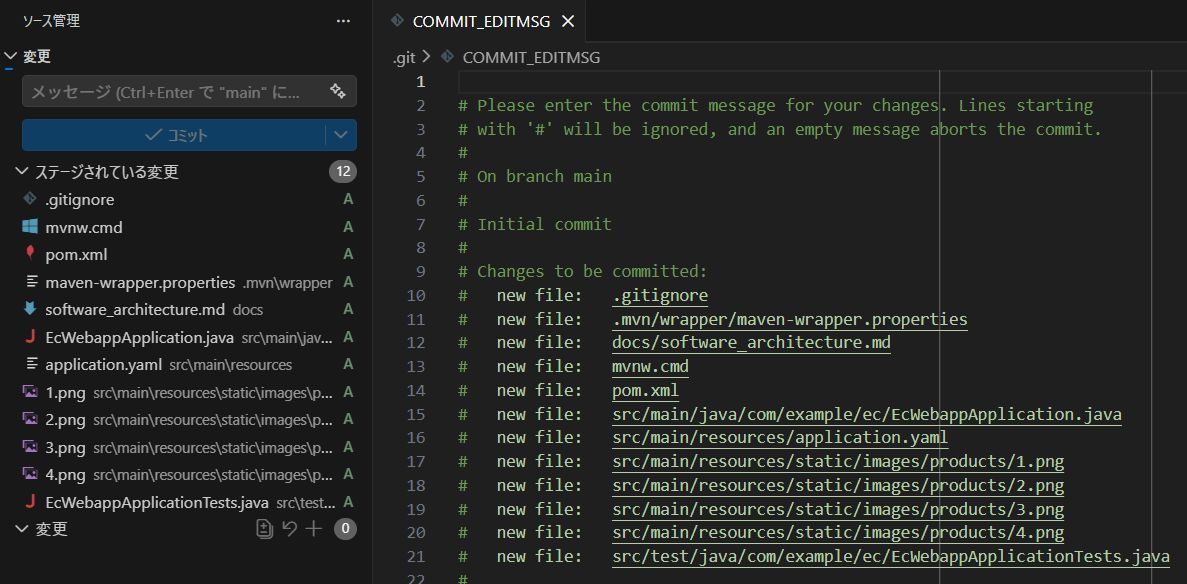 ソース管理
...
変更
メッセージ (Ctrl+Enter で "main" に...
コミット
ステージされている変更 12
.gitignore A
mvnw.cmd A
pom.xml A
maven-wrapper.properties .mvn\wrapper A
software_architecture.md docs A
EcWebappApplication.java src\main\jav... A
application.yaml src\main\resources A
1.png src\main\resources\static\images\p... A
2.png src\main\resources\static\images\p... A
3.png src\main\resources\static\images\p... A
4.png src\main\resources\static\images\p... A
EcWebappApplicationTests.java src\test... A
変更 0
COMMIT_EDITMSG
.git > COMMIT_EDITMSG
1
2 # Please enter the commit message for your changes. Lines starting
3 # with '#' will be ignored, and an empty message aborts the commit.
4 #
5 # On branch main
6 #
7 # Initial commit
8 #
9 # Changes to be committed:
10 # new file: .gitignore
11 # new file: .mvn/wrapper/maven-wrapper.properties
12 # new file: docs/software_architecture.md
13 # new file: mvnw.cmd
14 # new file: pom.xml
15 # new file: src/main/java/com/example/ec/EcWebappApplication.java
16 # new file: src/main/resources/application.yaml
17 # new file: src/main/resources/static/images/products/1.png
18 # new file: src/main/resources/static/images/products/2.png
19 # new file: src/main/resources/static/images/products/3.png
20 # new file: src/main/resources/static/images/products/4.png
21 # new file: src/test/java/com/example/ec/EcWebappApplicationTests.java
22 #